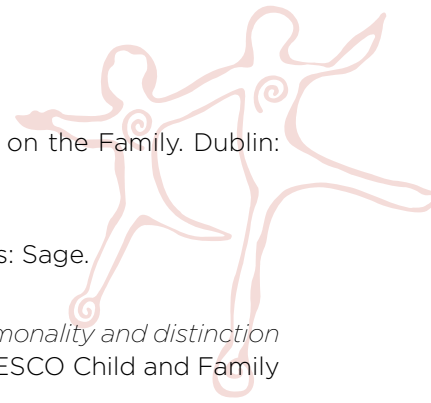 on the Family. Dublin:
s: Sage.
monality and distinction
ESCO Child and Family